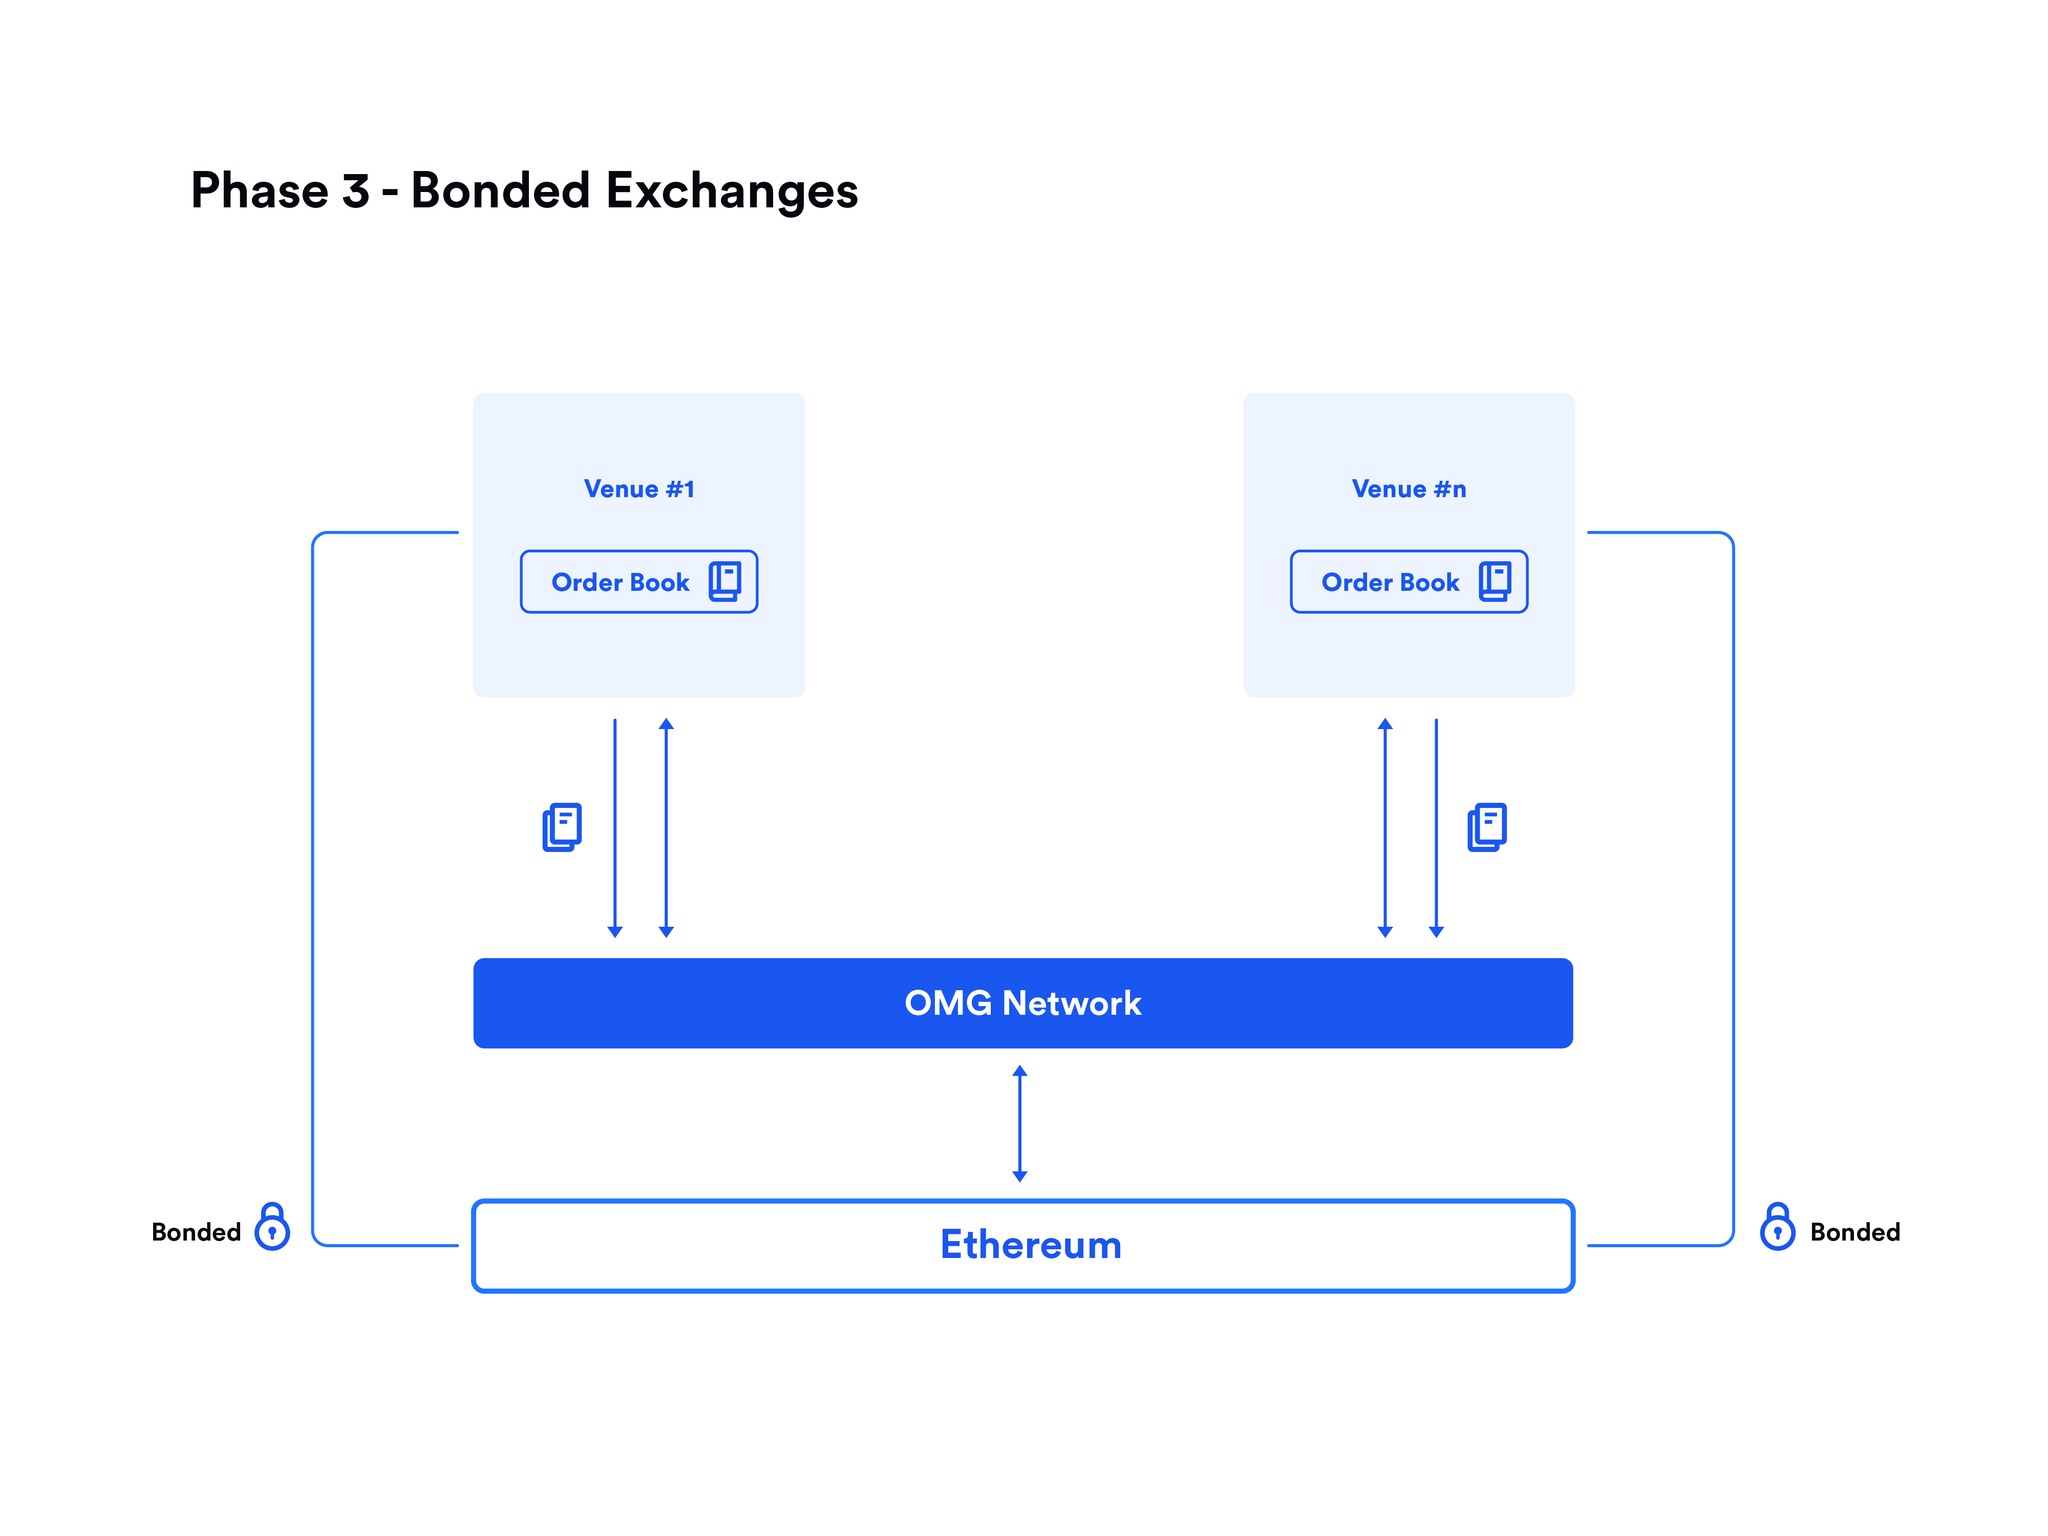 Phase 3 - Bonded Exchanges
Venue #1
Venue #n
Order Book
Order Book
OMG Network
Bonded
Ethereum
Bonded